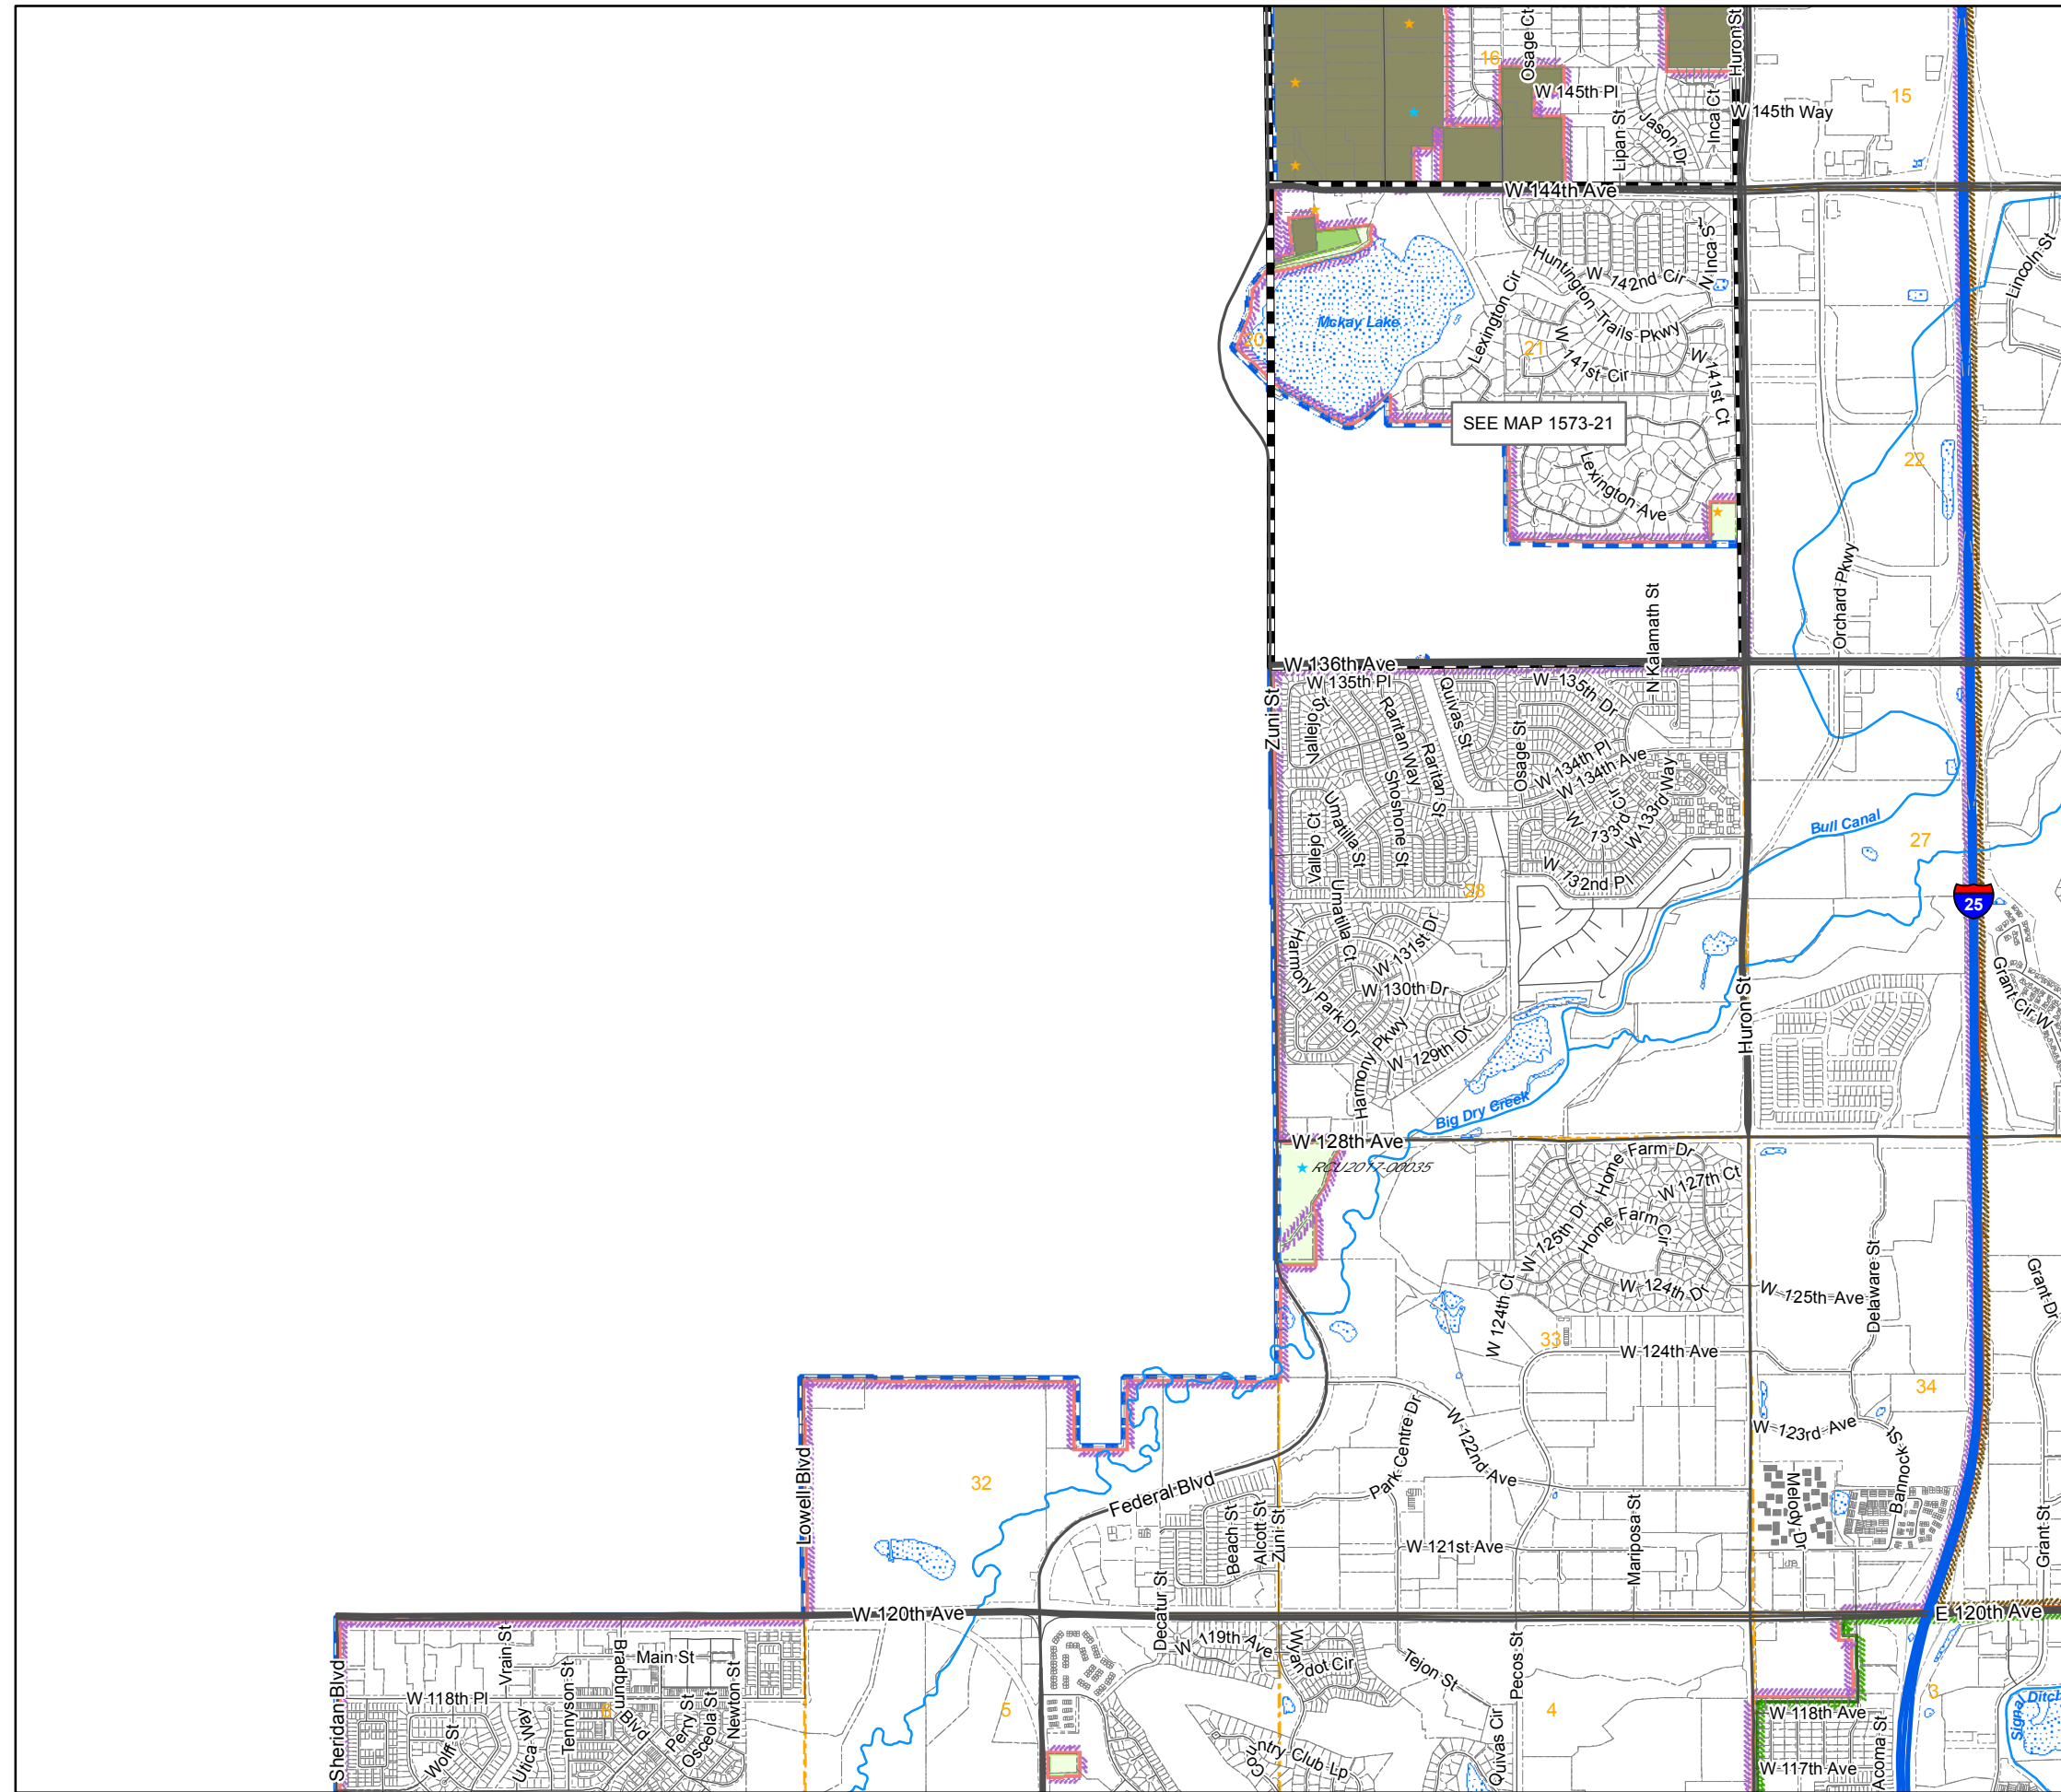 Osage Ct
Huron St
16
W 145th Pl
15
Inca Ct
W 145th Way
Lipan St
Jason Dr
W 144th Ave
N Inca St
Lincoln St
Huntington Trails Pkwy
W 142nd Cir
Lexington Cir
Mckay Lake
20
21
W 141st Cir
W 141st Ct
SEE MAP 1573-21
22
Lexington Ave
Orchard Pkwy
N Kalamath St
W 136th Ave
W 135th Pl
W 135th Dr
Zuni St
Vallejo St
Raritan Way
Quivas St
Raritan St
Osage St
W 134th Pl
W 134th Ave
Shoshone St
Umatilla St
Vallejo Ct
W 133rd Cir
W 133rd Way
Bull Canal
27
W 132nd Pl
28
25
Umatilla Ct
W 131st Dr
Harmony Park Dr
W 130th Dr
Huron St
Grant Cir W
Harmony Pkwy
W 129th Dr
Big Dry Creek
W 128th Ave
RCU2017-00035
Home Farm Dr
W 127th Ct
W 125th Dr
Home Farm Cir
W 124th Ct
W 124th Dr
W 125th Ave
Delaware St
Grant Dr
33
W 124th Ave
34
Park Centre Dr
W 122nd Ave
W 123rd Ave
Bannock St
Lowell Blvd
32
Federal Blvd
Melody Dr
Beach St
Alcott St
Zuni St
W 121st Ave
Mariposa St
Grant St
Decatur St
W 120th Ave
E 120th Ave
Vrain St
Bradburn Blvd
Main St
W 119th Ave
Wyandot Cir
Tejon St
Pecos St
Sheridan Blvd
W 118th Pl
Tennyson St
Newton St
Perry St
Osceola St
Wolff St
Utica Way
6
5
4
3
W 118th Ave
Signal Ditch
Country Club Lp
Quivas Cir
W 117th Ave
Acoma St